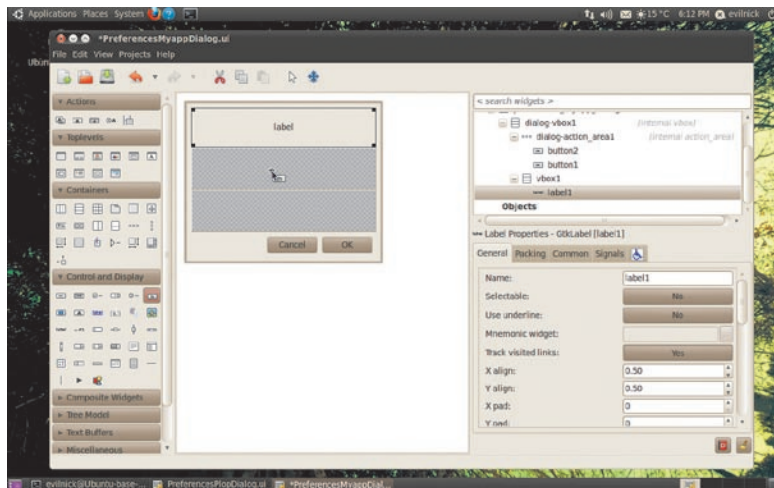 Applications Places System
15 °C 6:12 PM evilnick
*PreferencesMyappDialog.ui
File Edit View Projects Help
Actions
Toplevels
Containers
Control and Display
Composite Widgets
Tree Model
Text Buffers
Miscellaneous
label
Cancel OK
< search widgets >
dialog-vbox1 (internal vbox)
dialog-action_area1 (internal action_area)
button2
button1
vbox1
label1
Objects
Label Properties - GtkLabel [label1]
General Packing Common Signals
Name: label1
Selectable: No
Use underline: No
Mnemonic widget:
Track visited links: Yes
X align: 0.50
Y align: 0.50
X pad: 0
Y pad: 0
evilnick@Ubuntu-base-... PreferencesPlopDialog.ui *PreferencesMyappDial...